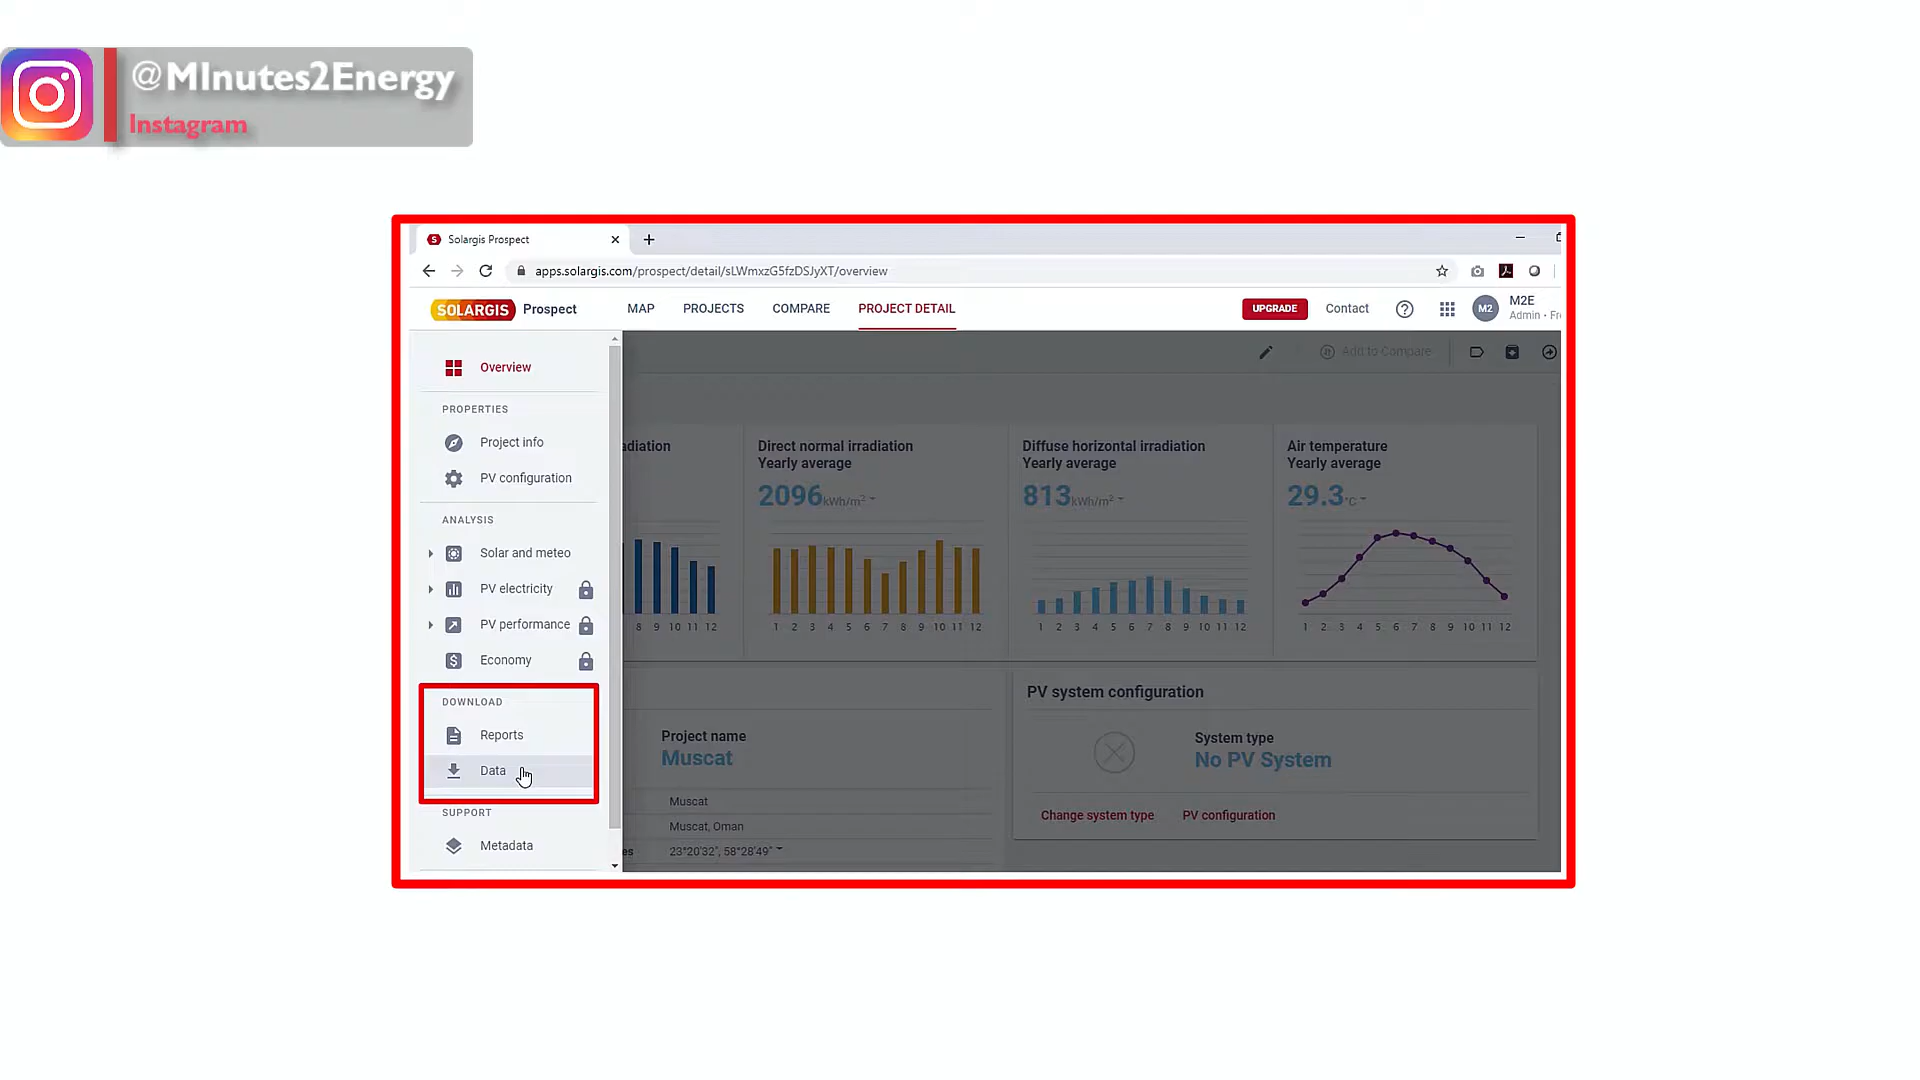 @MInutes2Energy
Instagram
Solargis Prospect
apps.solargis.com/prospect/detail/sLWmxzG5fzDSJyXT/overview
SOLARGIS Prospect MAP PROJECTS COMPARE PROJECT DETAIL UPGRADE Contact M2 M2E
Admin • Fr
Add to Compare
Overview
PROPERTIES
Project info
PV configuration
ANALYSIS
Solar and meteo
PV electricity
PV performance
Economy
DOWNLOAD
Reports
Data
SUPPORT
Metadata
adiation
8 9 10 11 12
Direct normal irradiation
Yearly average
2096 kWh/m²
1 2 3 4 5 6 7 8 9 10 11 12
Diffuse horizontal irradiation
Yearly average
813 kWh/m²
1 2 3 4 5 6 7 8 9 10 11 12
Air temperature
Yearly average
29.3 °C
1 2 3 4 5 6 7 8 9 10 11 12
Project name
Muscat
Muscat
Muscat, Oman
es 23°20'32", 58°28'49"
PV system configuration
System type
No PV System
Change system type PV configuration